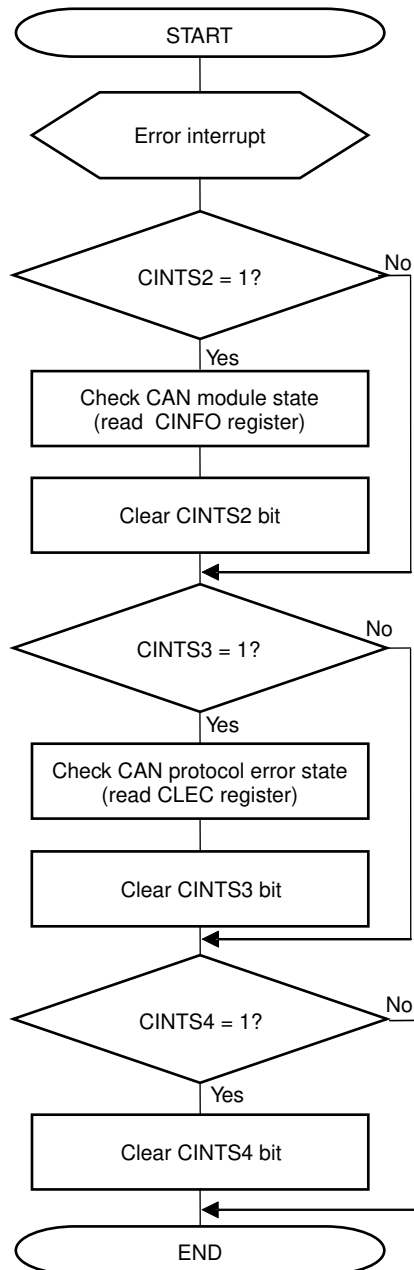 START
Error interrupt
CINTS2 = 1?
No
Yes
Check CAN module state
(read CINFO register)
Clear CINTS2 bit
No
CINTS3 = 1?
Yes
Check CAN protocol error state
(read CLEC register)
Clear CINTS3 bit
CINTS4 = 1?
No
Yes
Clear CINTS4 bit
END